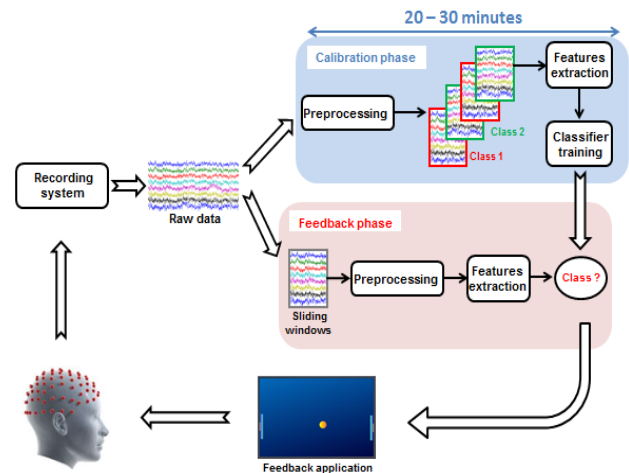 20 – 30 minutes
Calibration phase
Preprocessing
Class 1
Class 2
Features
extraction
Classifier
training
Recording
system
Raw data
Feedback phase
Sliding
windows
Preprocessing
Features
extraction
Class ?
Feedback application